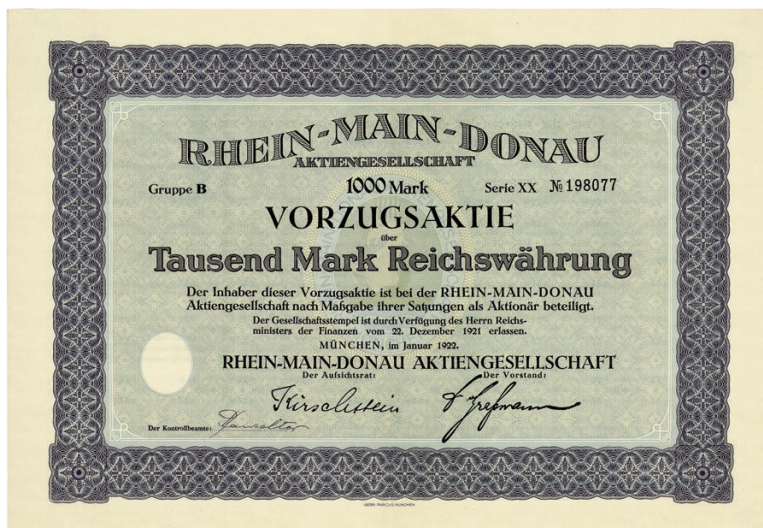 RHEIN-MAIN-DONAU
AKTIENGESELLSCHAFT
Gruppe B 1000 Mark Serie XX № 198077
VORZUGSAKTIE
über
Tausend Mark Reichswährung
Der Inhaber dieser Vorzugsaktie ist bei der RHEIN-MAIN-DONAU
Aktiengesellschaft nach Maßgabe ihrer Satzungen als Aktionär beteiligt.
Der Gesellschaftsstempel ist durch Verfügung des Herrn Reichs-
ministers der Finanzen vom 22. Dezember 1921 erlassen.
MÜNCHEN, im Januar 1922.
RHEIN-MAIN-DONAU AKTIENGESELLSCHAFT
Der Aufsichtsrat: Der Vorstand:
Kirschstein
Der Kontrollbeamte: